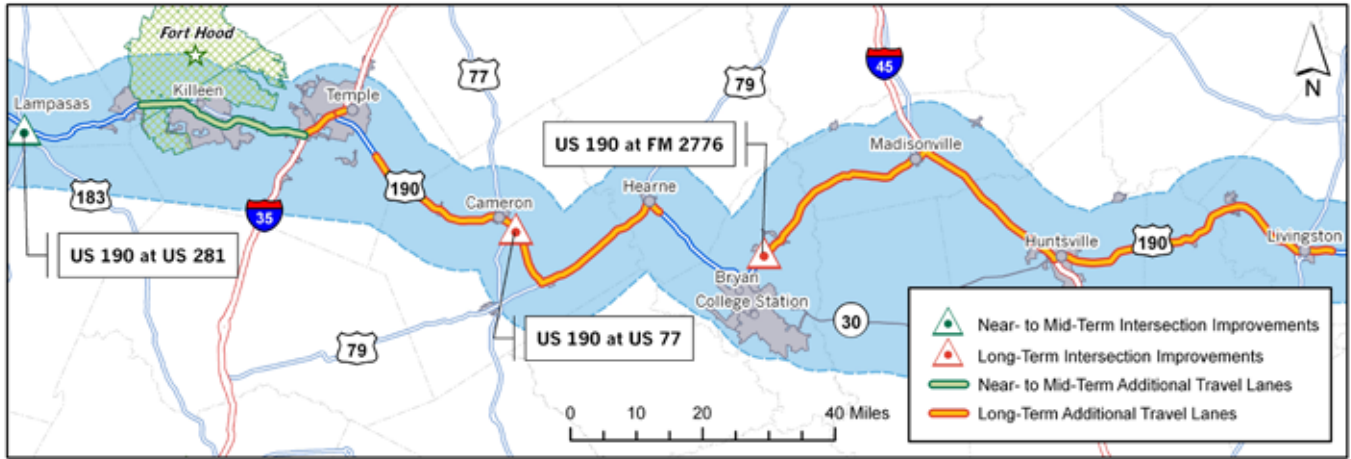 Fort Hood
77
79
45
N
Lampasas
Killeen
Temple
US 190 at FM 2776
Madisonville
183
190
Cameron
Hearne
35
US 190 at US 281
Huntsville
190
Livingston
Bryan
College Station
30
79
US 190 at US 77
0 10 20 40 Miles
Near- to Mid-Term Intersection Improvements
Long-Term Intersection Improvements
Near- to Mid-Term Additional Travel Lanes
Long-Term Additional Travel Lanes